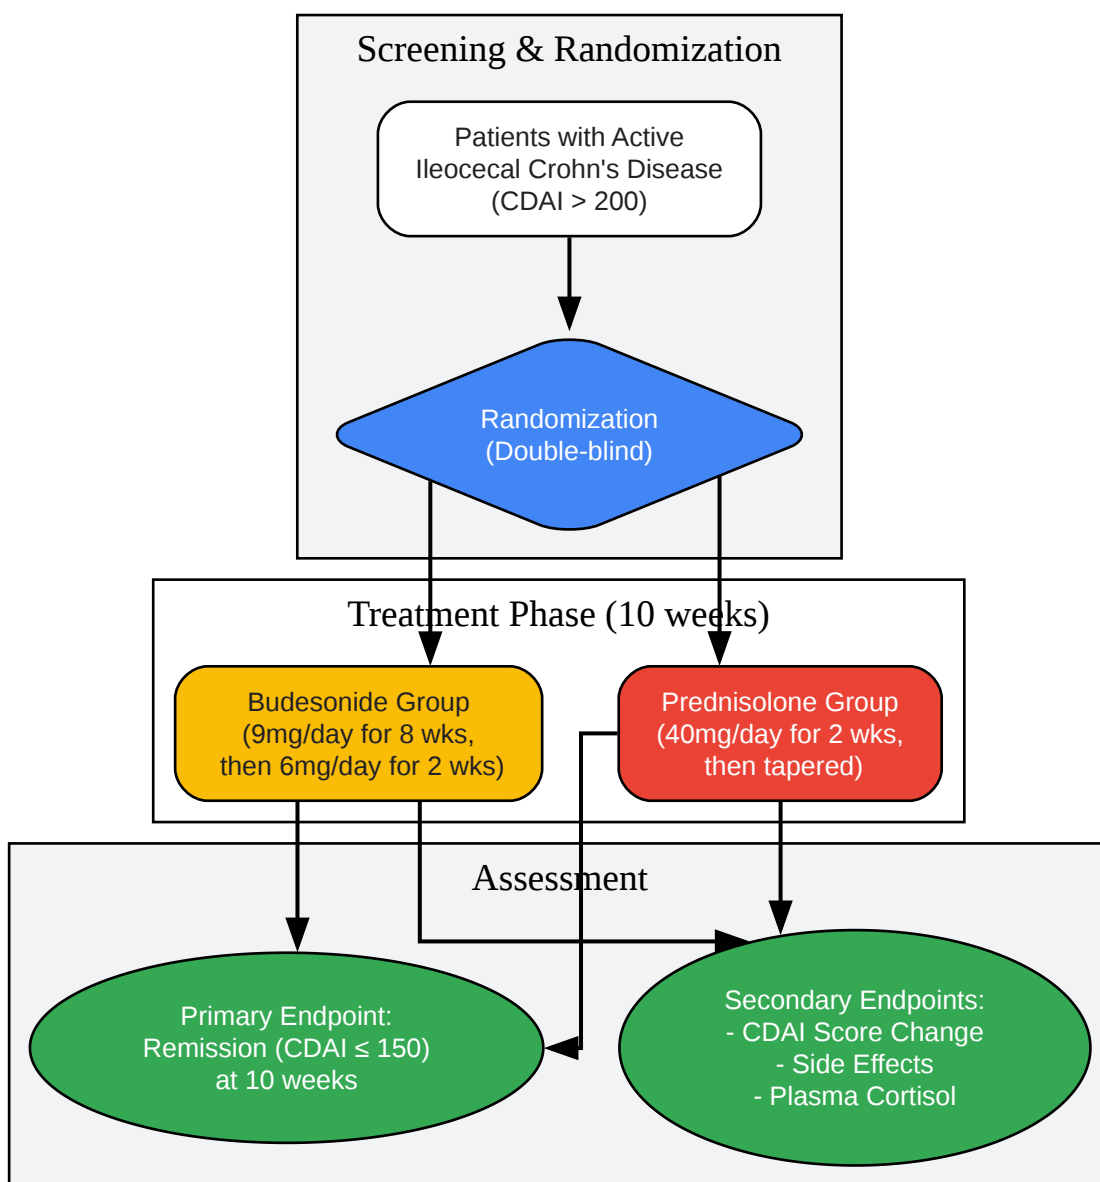 Screening & Randomization
Patients with Active
Ileocecal Crohn's Disease
(CDAI > 200)
Randomization
(Double-blind)
Treatment Phase (10 weeks)
Budesonide Group
(9mg/day for 8 wks,
then 6mg/day for 2 wks)
Prednisolone Group
(40mg/day for 2 wks,
then tapered)
Assessment
Primary Endpoint:
Remission (CDAI ≤ 150)
at 10 weeks
Secondary Endpoints:
- CDAI Score Change
- Side Effects
- Plasma Cortisol